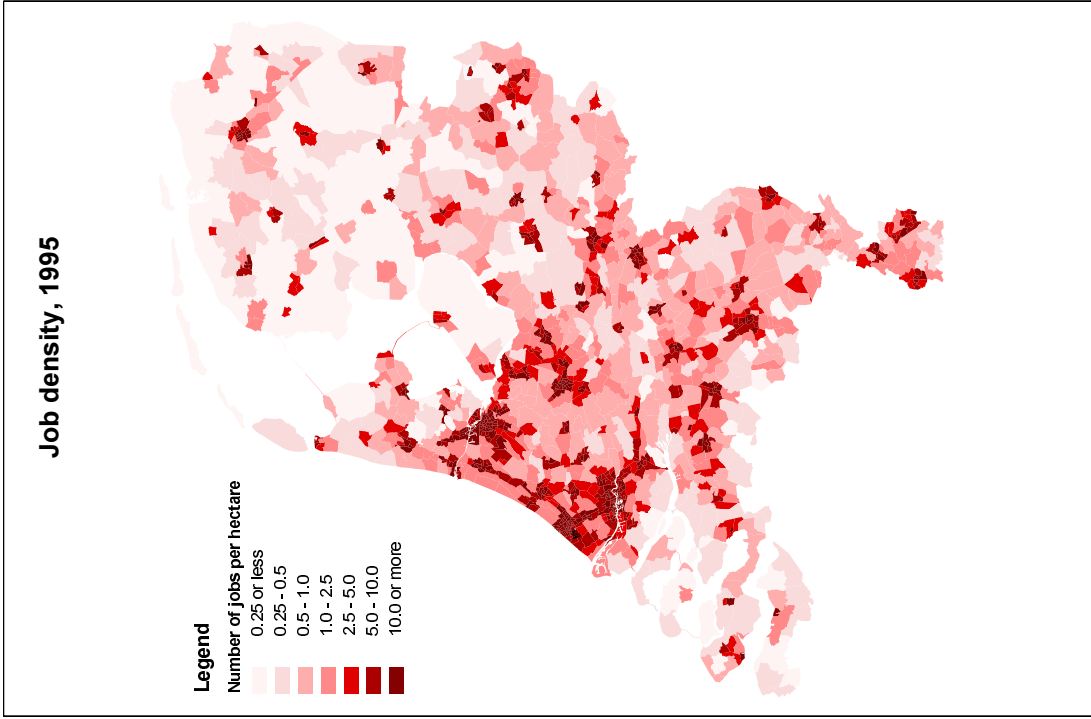 Job density, 1995
Legend
Number of jobs per hectare
0.25 or less
0.25 - 0.5
0.5 - 1.0
1.0 - 2.5
2.5 - 5.0
5.0 - 10.0
10.0 or more